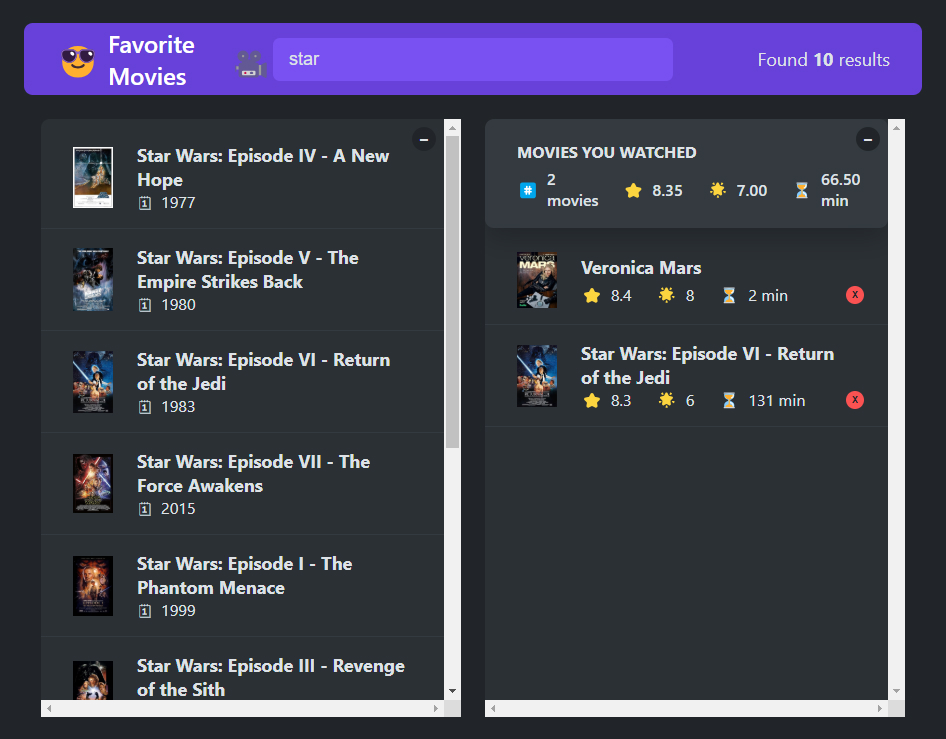 Favorite
Movies
star
Found 10 results
Star Wars: Episode IV - A New
Hope
1977
Star Wars: Episode V - The
Empire Strikes Back
1980
Star Wars: Episode VI - Return
of the Jedi
1983
Star Wars: Episode VII - The
Force Awakens
2015
Star Wars: Episode I - The
Phantom Menace
1999
Star Wars: Episode III - Revenge
of the Sith
MOVIES YOU WATCHED
2
movies
8.35
7.00
66.50
min
Veronica Mars
8.4
8
2 min
X
Star Wars: Episode VI - Return
of the Jedi
8.3
6
131 min
X